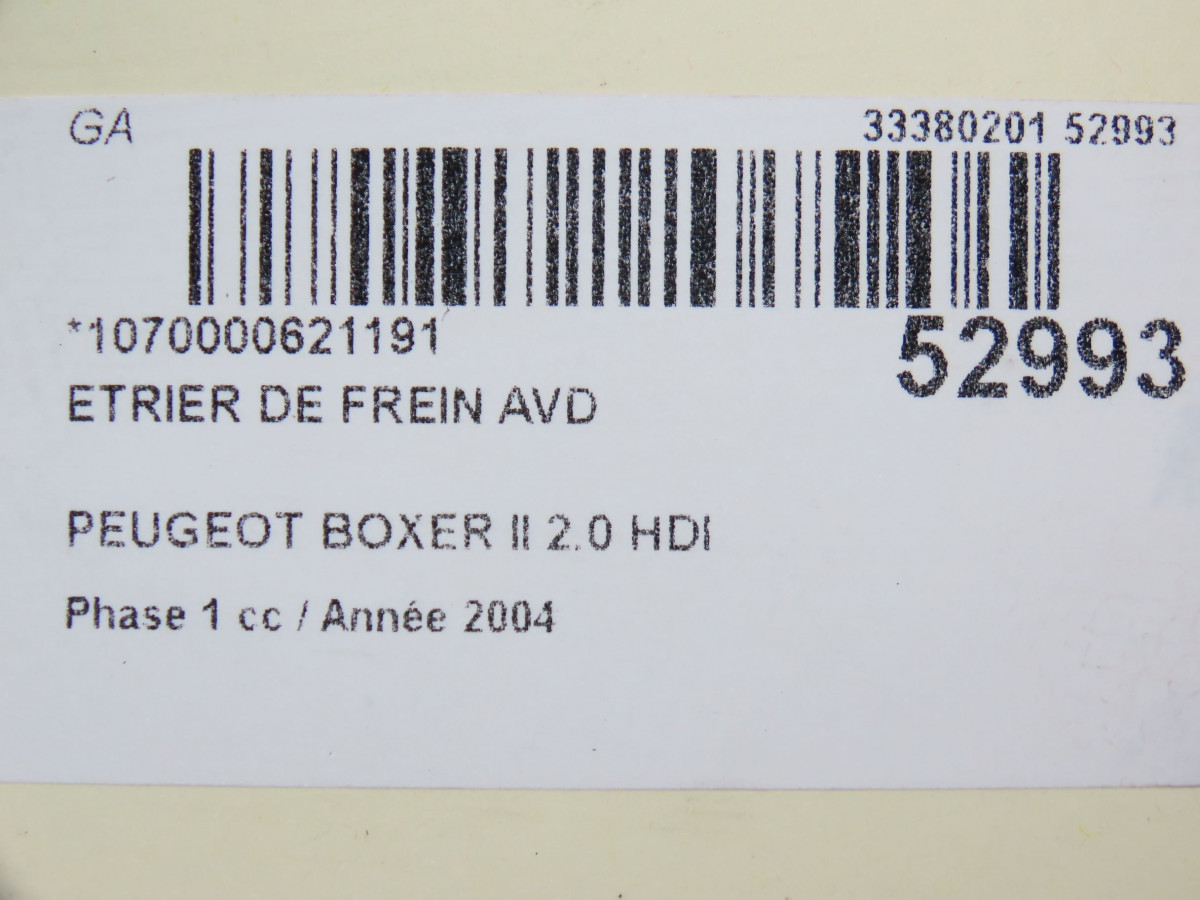 GA
33380201 52993
*1070000621191
52993
ETRIER DE FREIN AVD
PEUGEOT BOXER II 2.0 HDI
Phase 1 cc / Année 2004